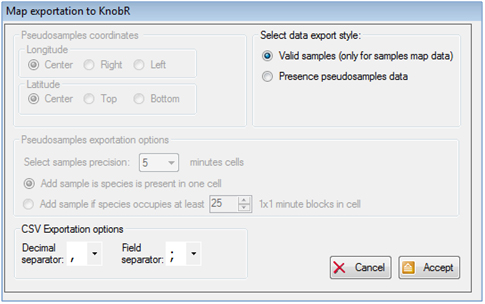 Map exportation to KnobR
Pseudosamples coordinates
Longitude
Center Right Left
Latitude
Center Top Bottom
Select data export style:
Valid samples (only for samples map data)
Presence pseudosamples data
Pseudosamples exportation options
Select samples precision: 5 minutes cells
Add sample is species is present in one cell
Add sample if species occupies at least 25 1x1 minute blocks in cell
CSV Exportation options
Decimal separator: , Field separator: ;
Cancel Accept